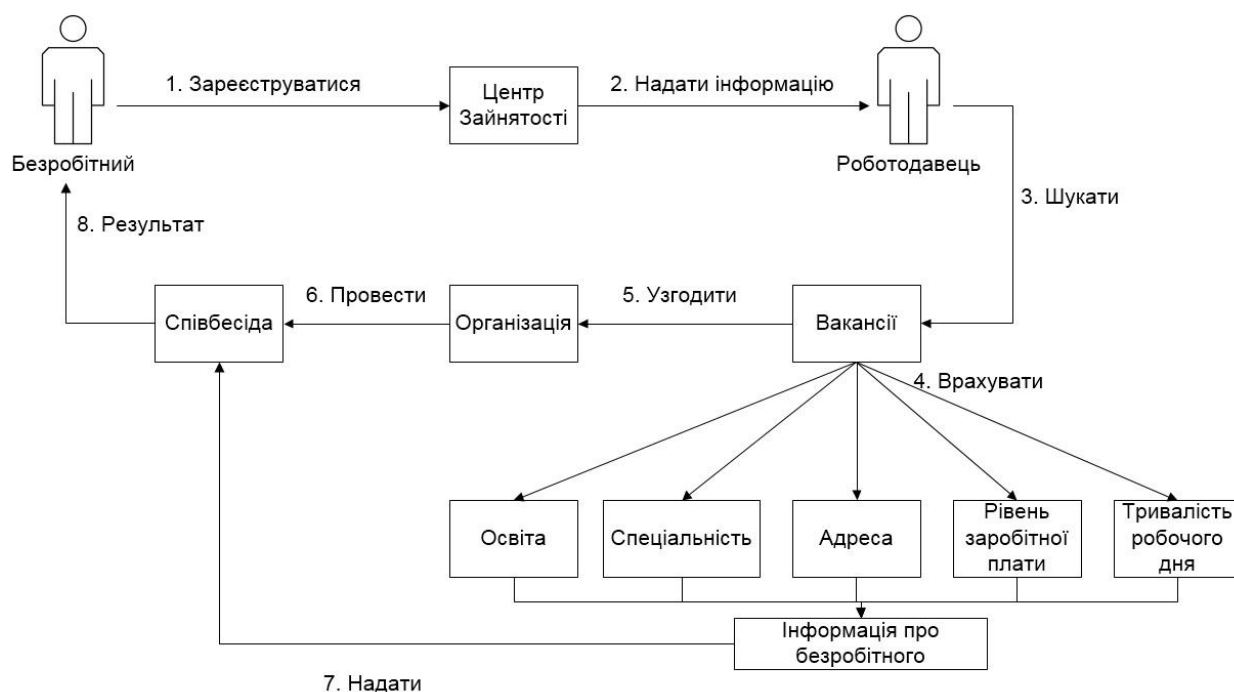 1. Зареєструватися
Центр
Зайнятості
2. Надати інформацію
Безробітний
Роботодавець
3. Шукати
8. Результат
Співбесіда
6. Провести
Організація
5. Узгодити
Вакансії
4. Врахувати
Освіта
Спеціальність
Адреса
Рівень
заробітної
плати
Тривалість
робочого
дня
Інформація про
безробітного
7. Надати